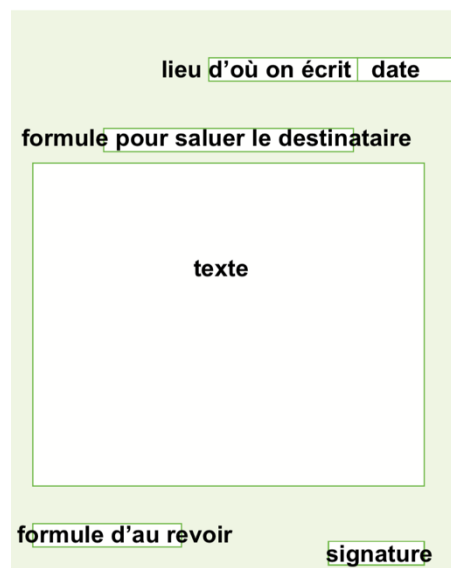 lieu d’où on écrit date
formule pour saluer le destinataire
texte
formule d’au revoir
signature